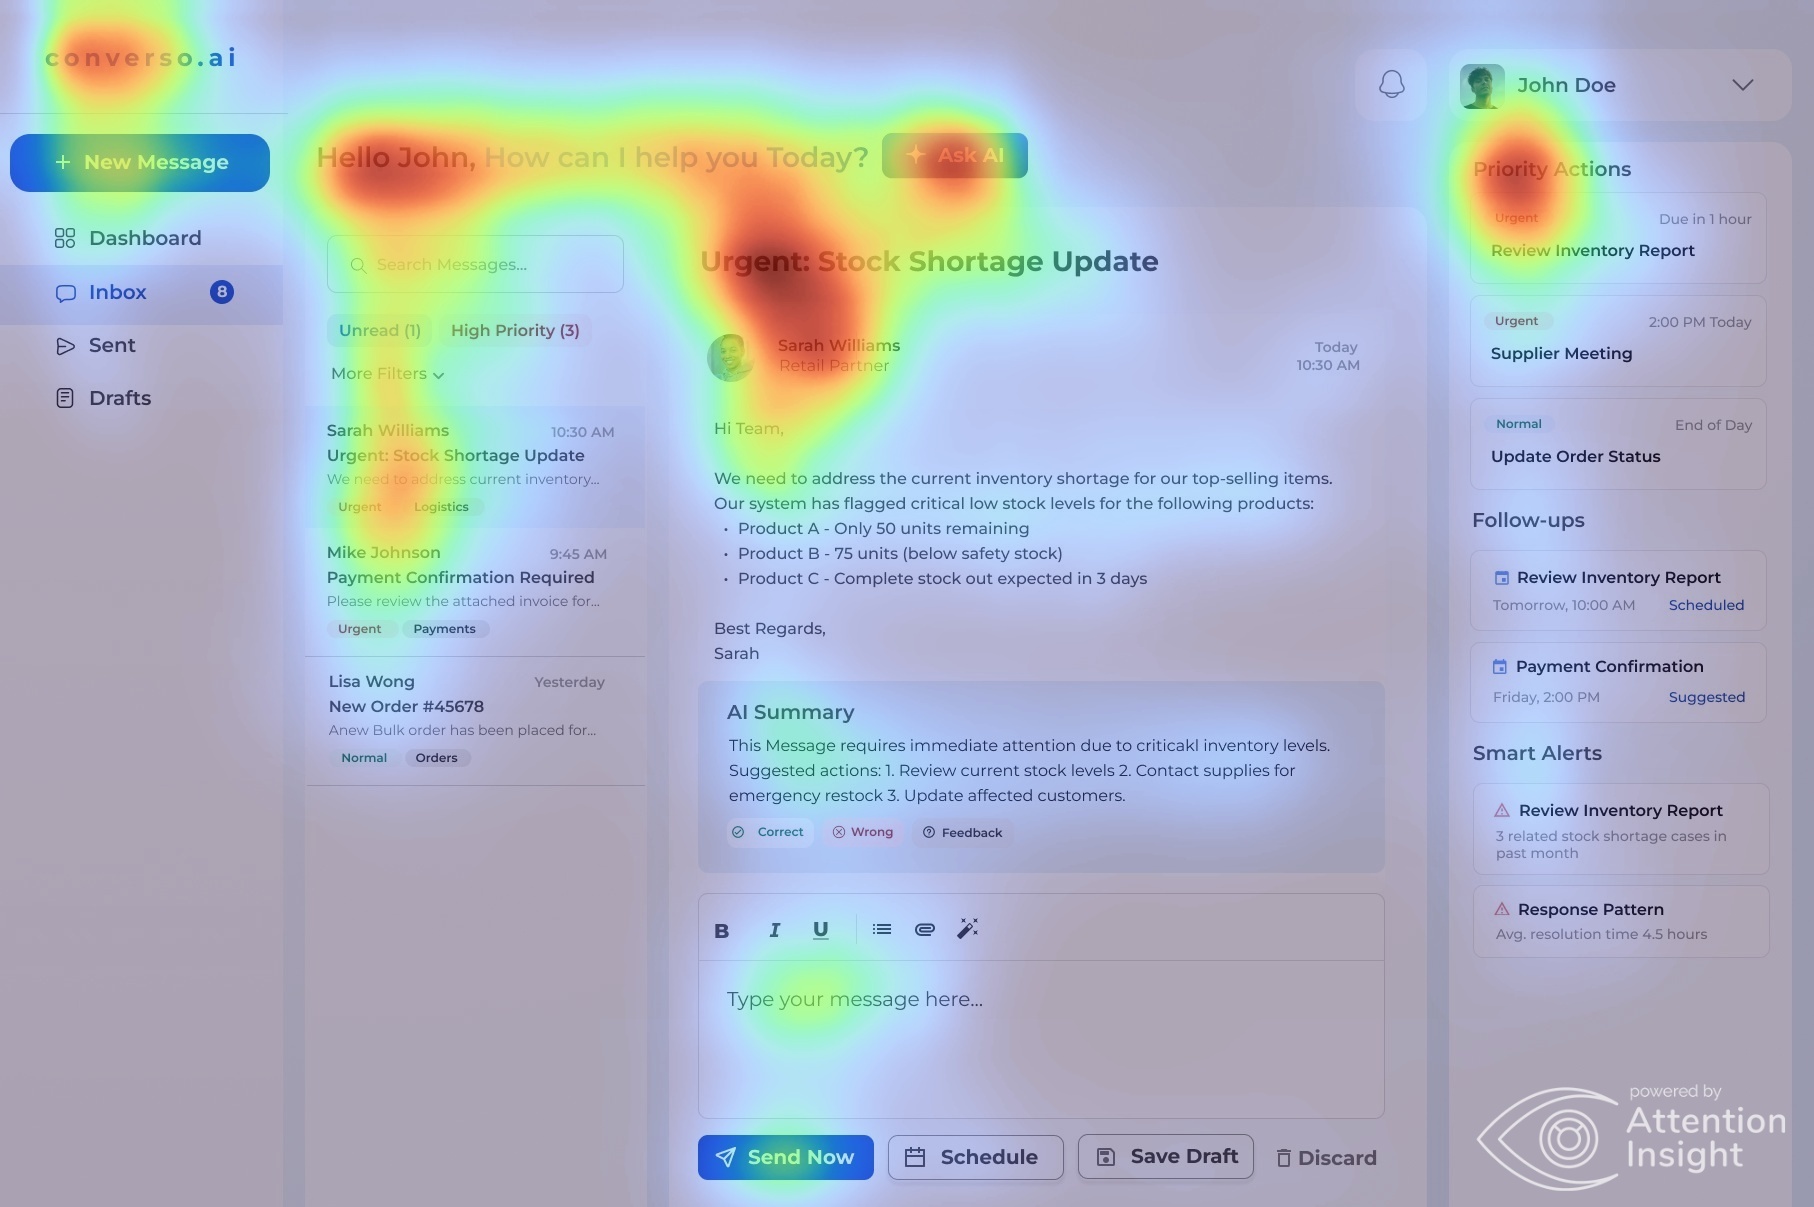 converso.ai
+ New Message
Dashboard
Inbox 8
Sent
Drafts
Hello John, How can I help you Today? Ask AI
Search Messages...
Unread (1) High Priority (3)
More Filters
Sarah Williams 10:30 AM
Urgent: Stock Shortage Update
We need to address current inventory...
Urgent Logistics
Mike Johnson 9:45 AM
Payment Confirmation Required
Please review the attached invoice for...
Urgent Payments
Lisa Wong Yesterday
New Order #45678
Anew Bulk order has been placed for...
Normal Orders
Urgent: Stock Shortage Update
Sarah Williams
Retail Partner
Today
10:30 AM
Hi Team,
We need to address the current inventory shortage for our top-selling items.
Our system has flagged critical low stock levels for the following products:
• Product A - Only 50 units remaining
• Product B - 75 units (below safety stock)
• Product C - Complete stock out expected in 3 days
Best Regards,
Sarah
AI Summary
This Message requires immediate attention due to criticakl inventory levels.
Suggested actions: 1. Review current stock levels 2. Contact supplies for
emergency restock 3. Update affected customers.
Correct Wrong Feedback
B I U
Type your message here...
Send Now Schedule Save Draft Discard
John Doe
Priority Actions
Urgent Due in 1 hour
Review Inventory Report
Urgent 2:00 PM Today
Supplier Meeting
Normal End of Day
Update Order Status
Follow-ups
Review Inventory Report
Tomorrow, 10:00 AM Scheduled
Payment Confirmation
Friday, 2:00 PM Suggested
Smart Alerts
Review Inventory Report
3 related stock shortage cases in
past month
Response Pattern
Avg. resolution time 4.5 hours
powered by
Attention
Insight